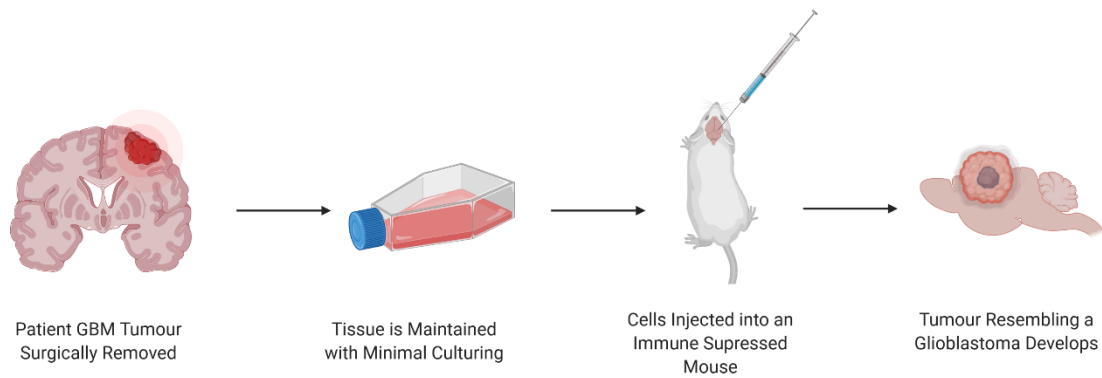 Patient GBM Tumour
Surgically Removed
Tissue is Maintained
with Minimal Culturing
Cells Injected into an
Immune Supressed
Mouse
Tumour Resembling a
Glioblastoma Develops